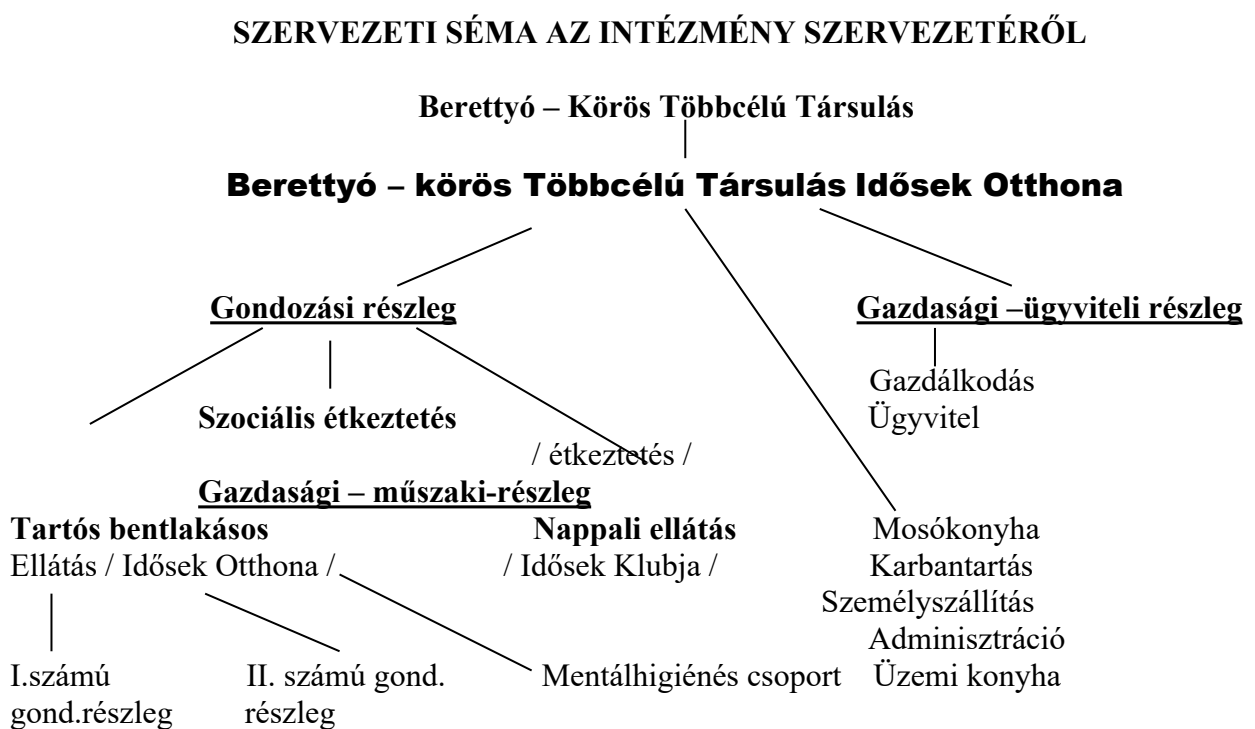 SZERVEZETI SÉMA AZ INTÉZMÉNY SZERVEZETÉRŐL
Berettyó – Körös Többcélú Társulás
Berettyó – körös Többcélú Társulás Idősek Otthona
Gondozási részleg
Gazdasági –ügyviteli részleg
Gazdálkodás
Szociális étkeztetés
Ügyvitel
/ étkeztetés /
Gazdasági – műszaki-részleg
Tartós bentlakásos
Nappali ellátás
Mosókonyha
Ellátás / Idősek Otthona /
/ Idősek Klubja /
Karbantartás
Személyszállítás
Adminisztráció
I.számú
II. számú gond.
Mentálhigiénés csoport
Üzemi konyha
gond.részleg
részleg